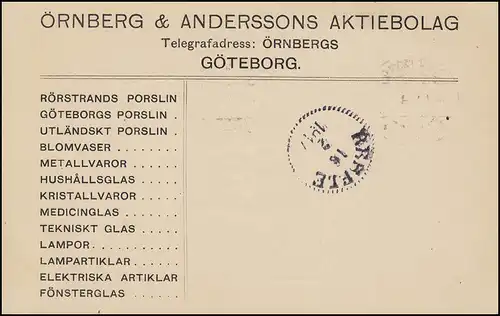 ÖRNBERG & ANDERSSONS AKTIEBOLAG
Telegrafadress: ÖRNBERGS
GÖTEBORG.
RÖRSTRANDS PORSLIN
GÖTEBORGS PORSLIN .
UTLÄNDSKT PORSLIN .
BLOMVASER . . . . . .
METALLVAROR . . . . .
HUSHÅLLSGLAS . . . . .
KRISTALLVAROR . . . .
MEDICINGLAS . . . . . .
TEKNISKT GLAS . . . . .
LAMPOR . . . . . . . . .
LAMPARTIKLAR . . . . .
ELEKTRISKA ARTIKLAR
FÖNSTERGLAS . . . . .
16